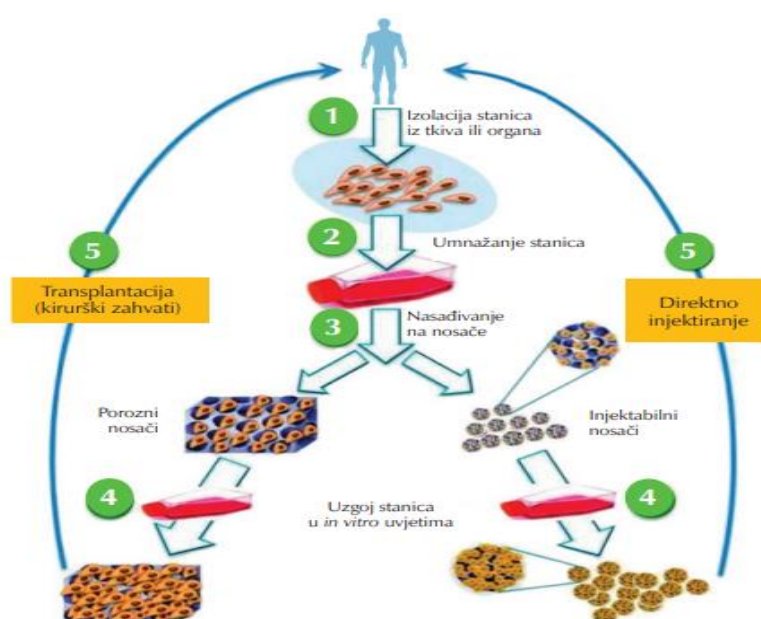 1
Izolacija stanica
iz tkiva ili organa
2
Umnažanje stanica
5
Transplantacija
(kirurški zahvati)
5
Direktno
injektiranje
3
Nasađivanje
na nosače
Porozni
nosači
Injektabilni
nosači
4
Uzgoj stanica
u in vitro uvjetima
4